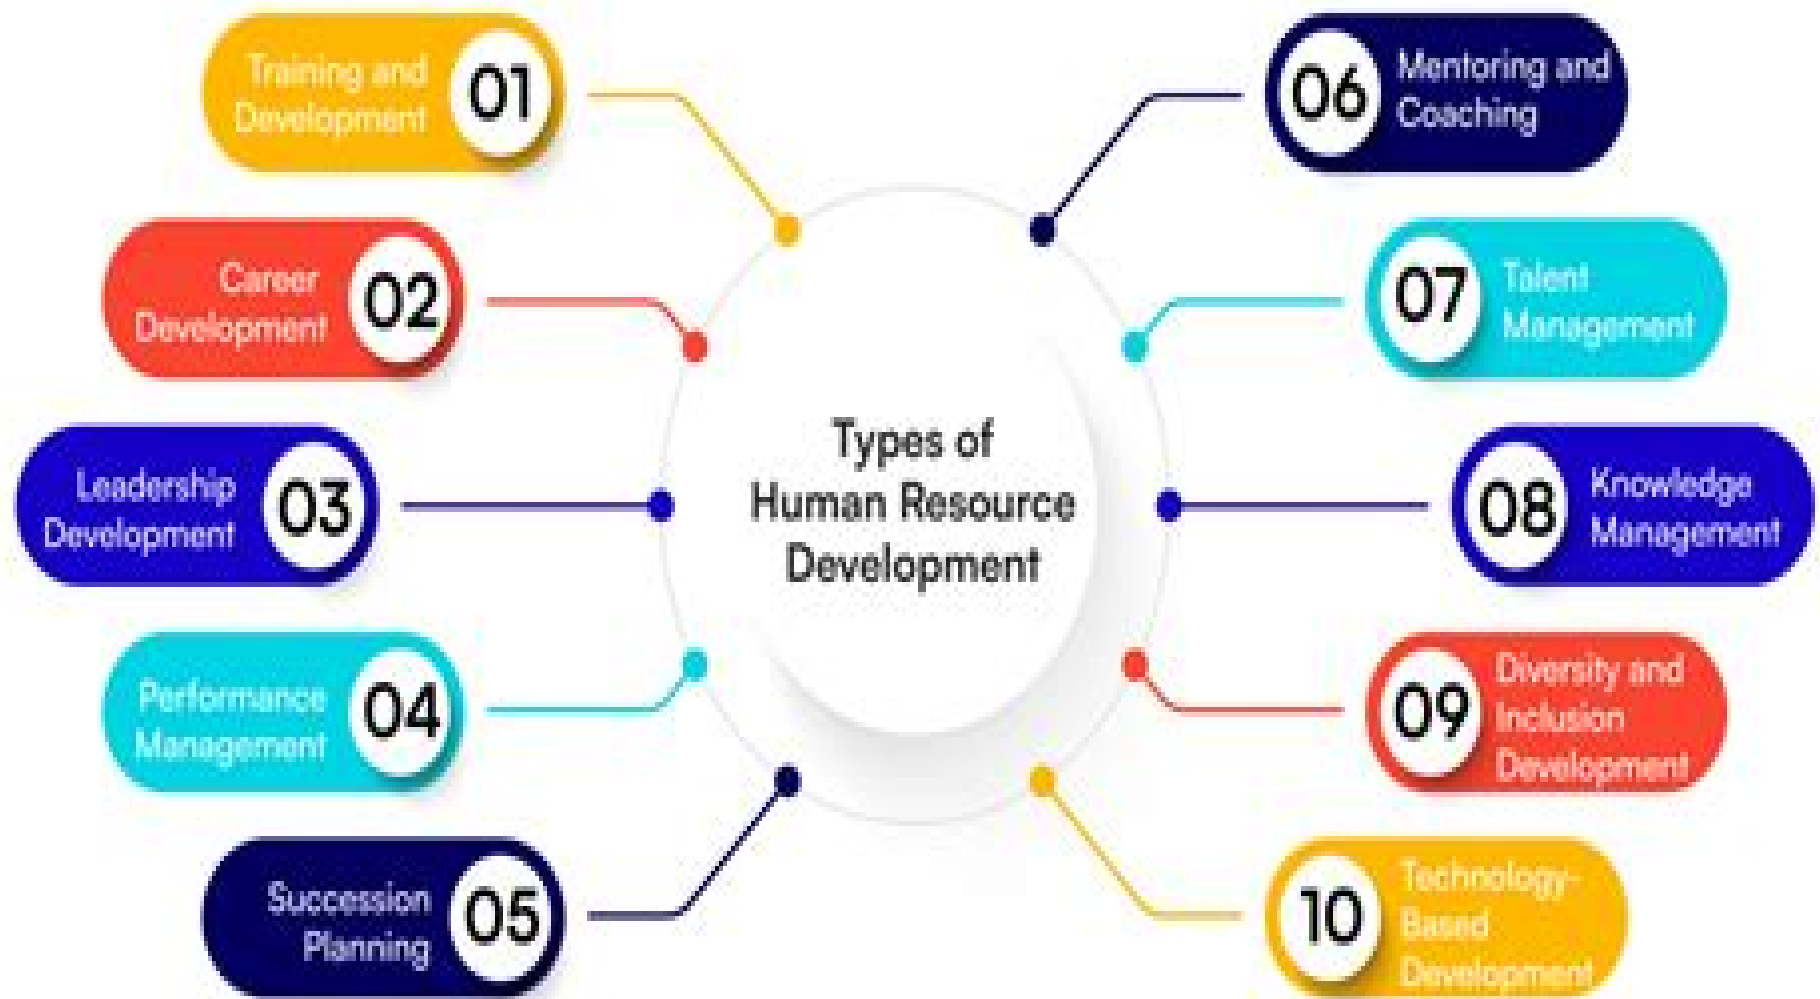 Training and
Development
01
Career
Development
02
Leadership
Development
03
Performance
Management
04
Succession
Planning
05
Types of
Human Resource
Development
06
Mentoring and
Coaching
07
Talent
Management
08
Knowledge
Management
09
Diversity and
Inclusion
Development
10
Technology-
Based
Development